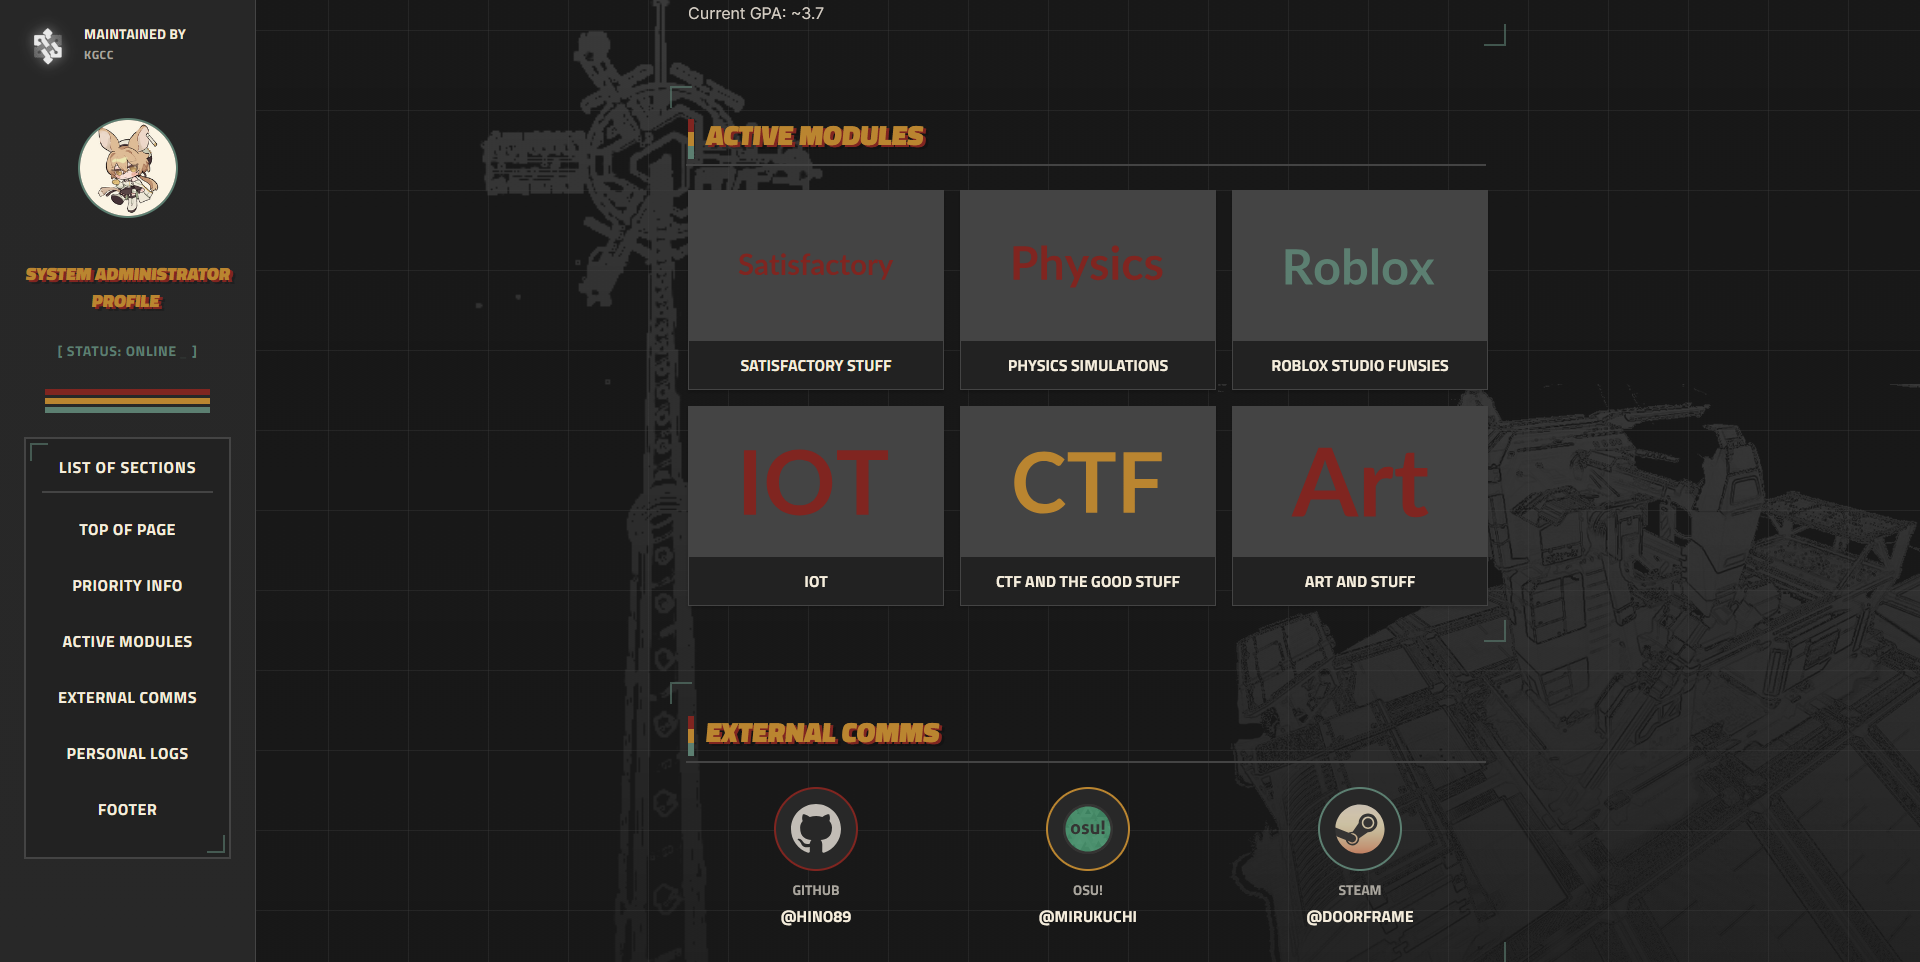 MAINTAINED BY
KGCC
SYSTEM ADMINISTRATOR
PROFILE
[ STATUS: ONLINE _ ]
LIST OF SECTIONS
TOP OF PAGE
PRIORITY INFO
ACTIVE MODULES
EXTERNAL COMMS
PERSONAL LOGS
FOOTER
Current GPA: ~3.7
ACTIVE MODULES
Satisfactory
Physics
Roblox
SATISFACTORY STUFF
PHYSICS SIMULATIONS
ROBLOX STUDIO FUNSIES
IOT
CTF
Art
IOT
CTF AND THE GOOD STUFF
ART AND STUFF
EXTERNAL COMMS
osu!
GITHUB
OSU!
STEAM
@HINO89
@MIRUKUCHI
@DOORFRAME